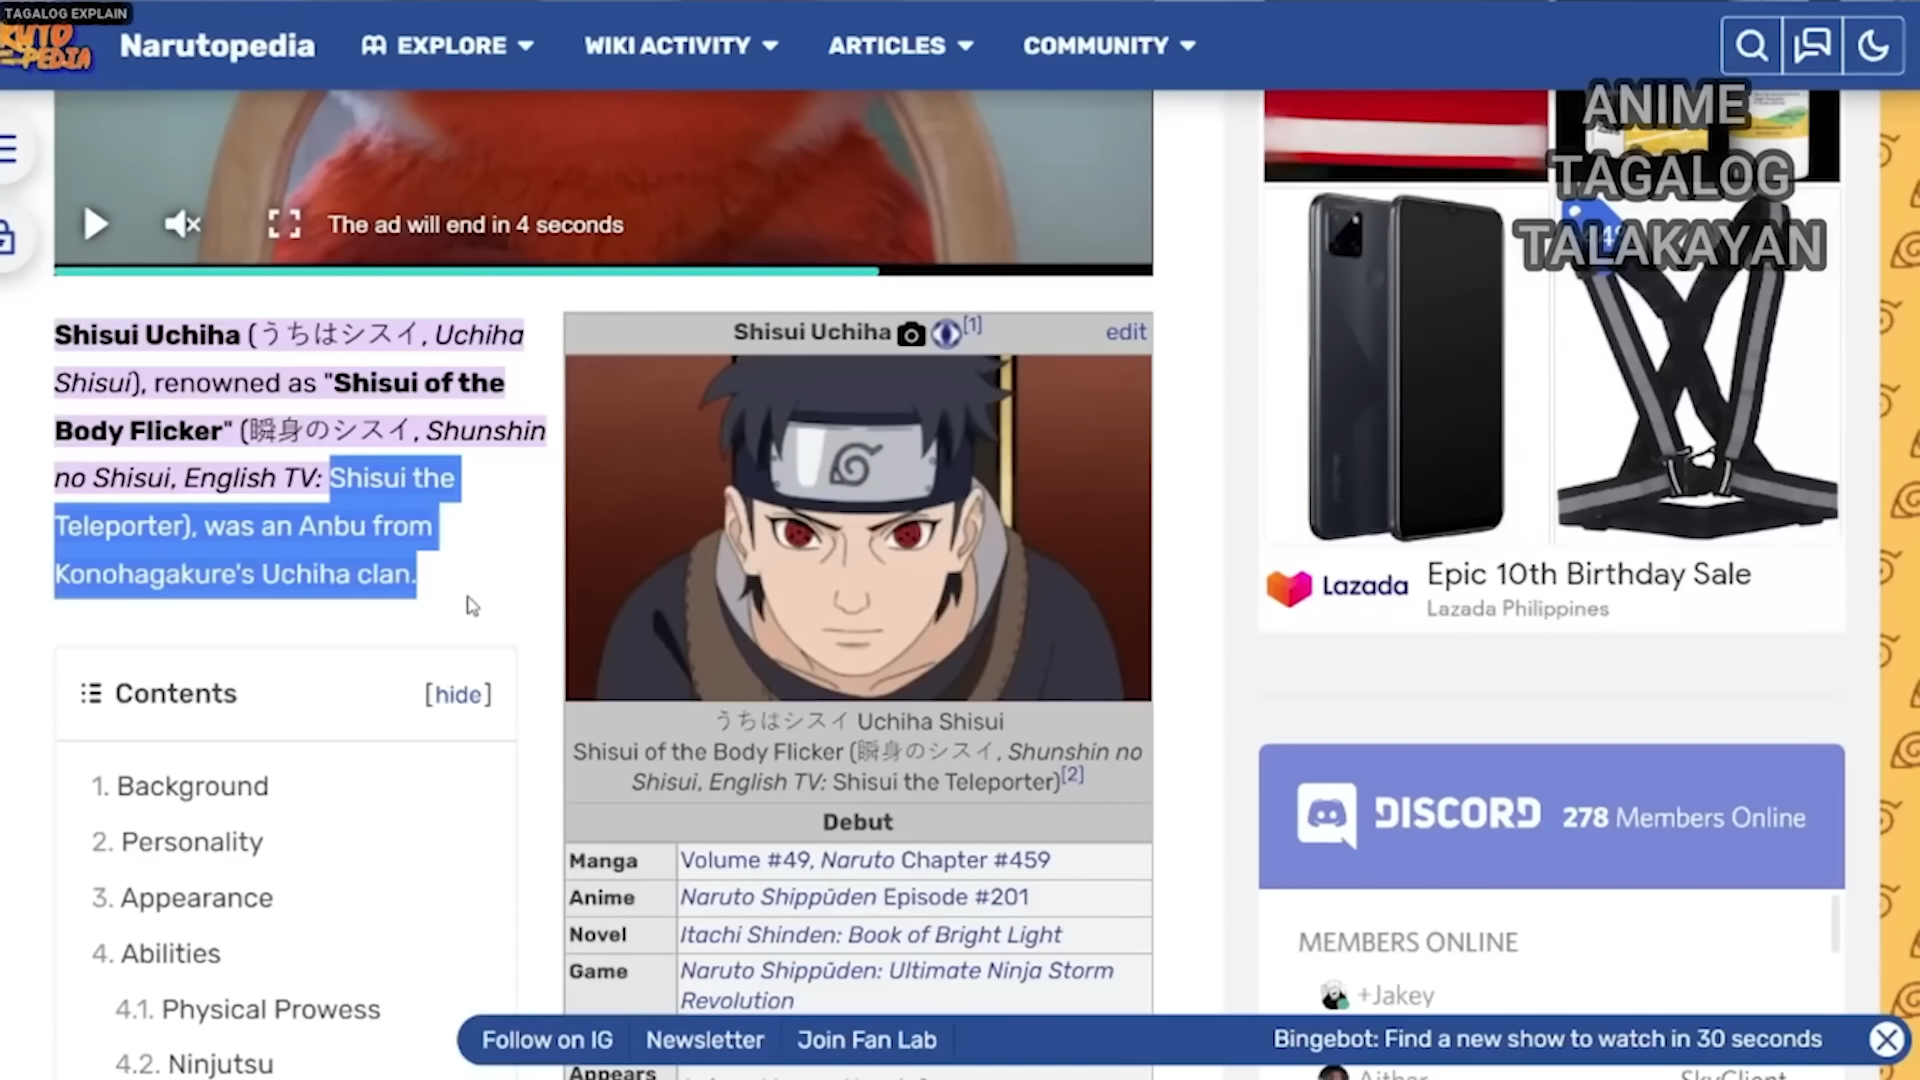 TAGALOG EXPLAIN
Narutopedia
EXPLORE
WIKI ACTIVITY
ARTICLES
COMMUNITY
ANIME
TAGALOG
TALAKAYAN
The ad will end in 4 seconds
Shisui Uchiha (うちはシスイ, Uchiha
Shisui), renowned as "Shisui of the
Body Flicker" (瞬身のシスイ, Shunshin
no Shisui, English TV: Shisui the
Teleporter), was an Anbu from
Konohagakure's Uchiha clan.
Contents [hide]
1. Background
2. Personality
3. Appearance
4. Abilities
4.1. Physical Prowess
4.2. Ninjutsu
Shisui Uchiha [1] edit
うちはシスイ Uchiha Shisui
Shisui of the Body Flicker (瞬身のシスイ, Shunshin no
Shisui, English TV: Shisui the Teleporter)[2]
Debut
Manga Volume #49, Naruto Chapter #459
Anime Naruto Shippūden Episode #201
Novel Itachi Shinden: Book of Bright Light
Game Naruto Shippūden: Ultimate Ninja Storm
Revolution
Appears
Lazada
Epic 10th Birthday Sale
Lazada Philippines
DISCORD 278 Members Online
MEMBERS ONLINE
+Jakey
Aither
SkyClient
Follow on IG
Newsletter
Join Fan Lab
Bingebot: Find a new show to watch in 30 seconds